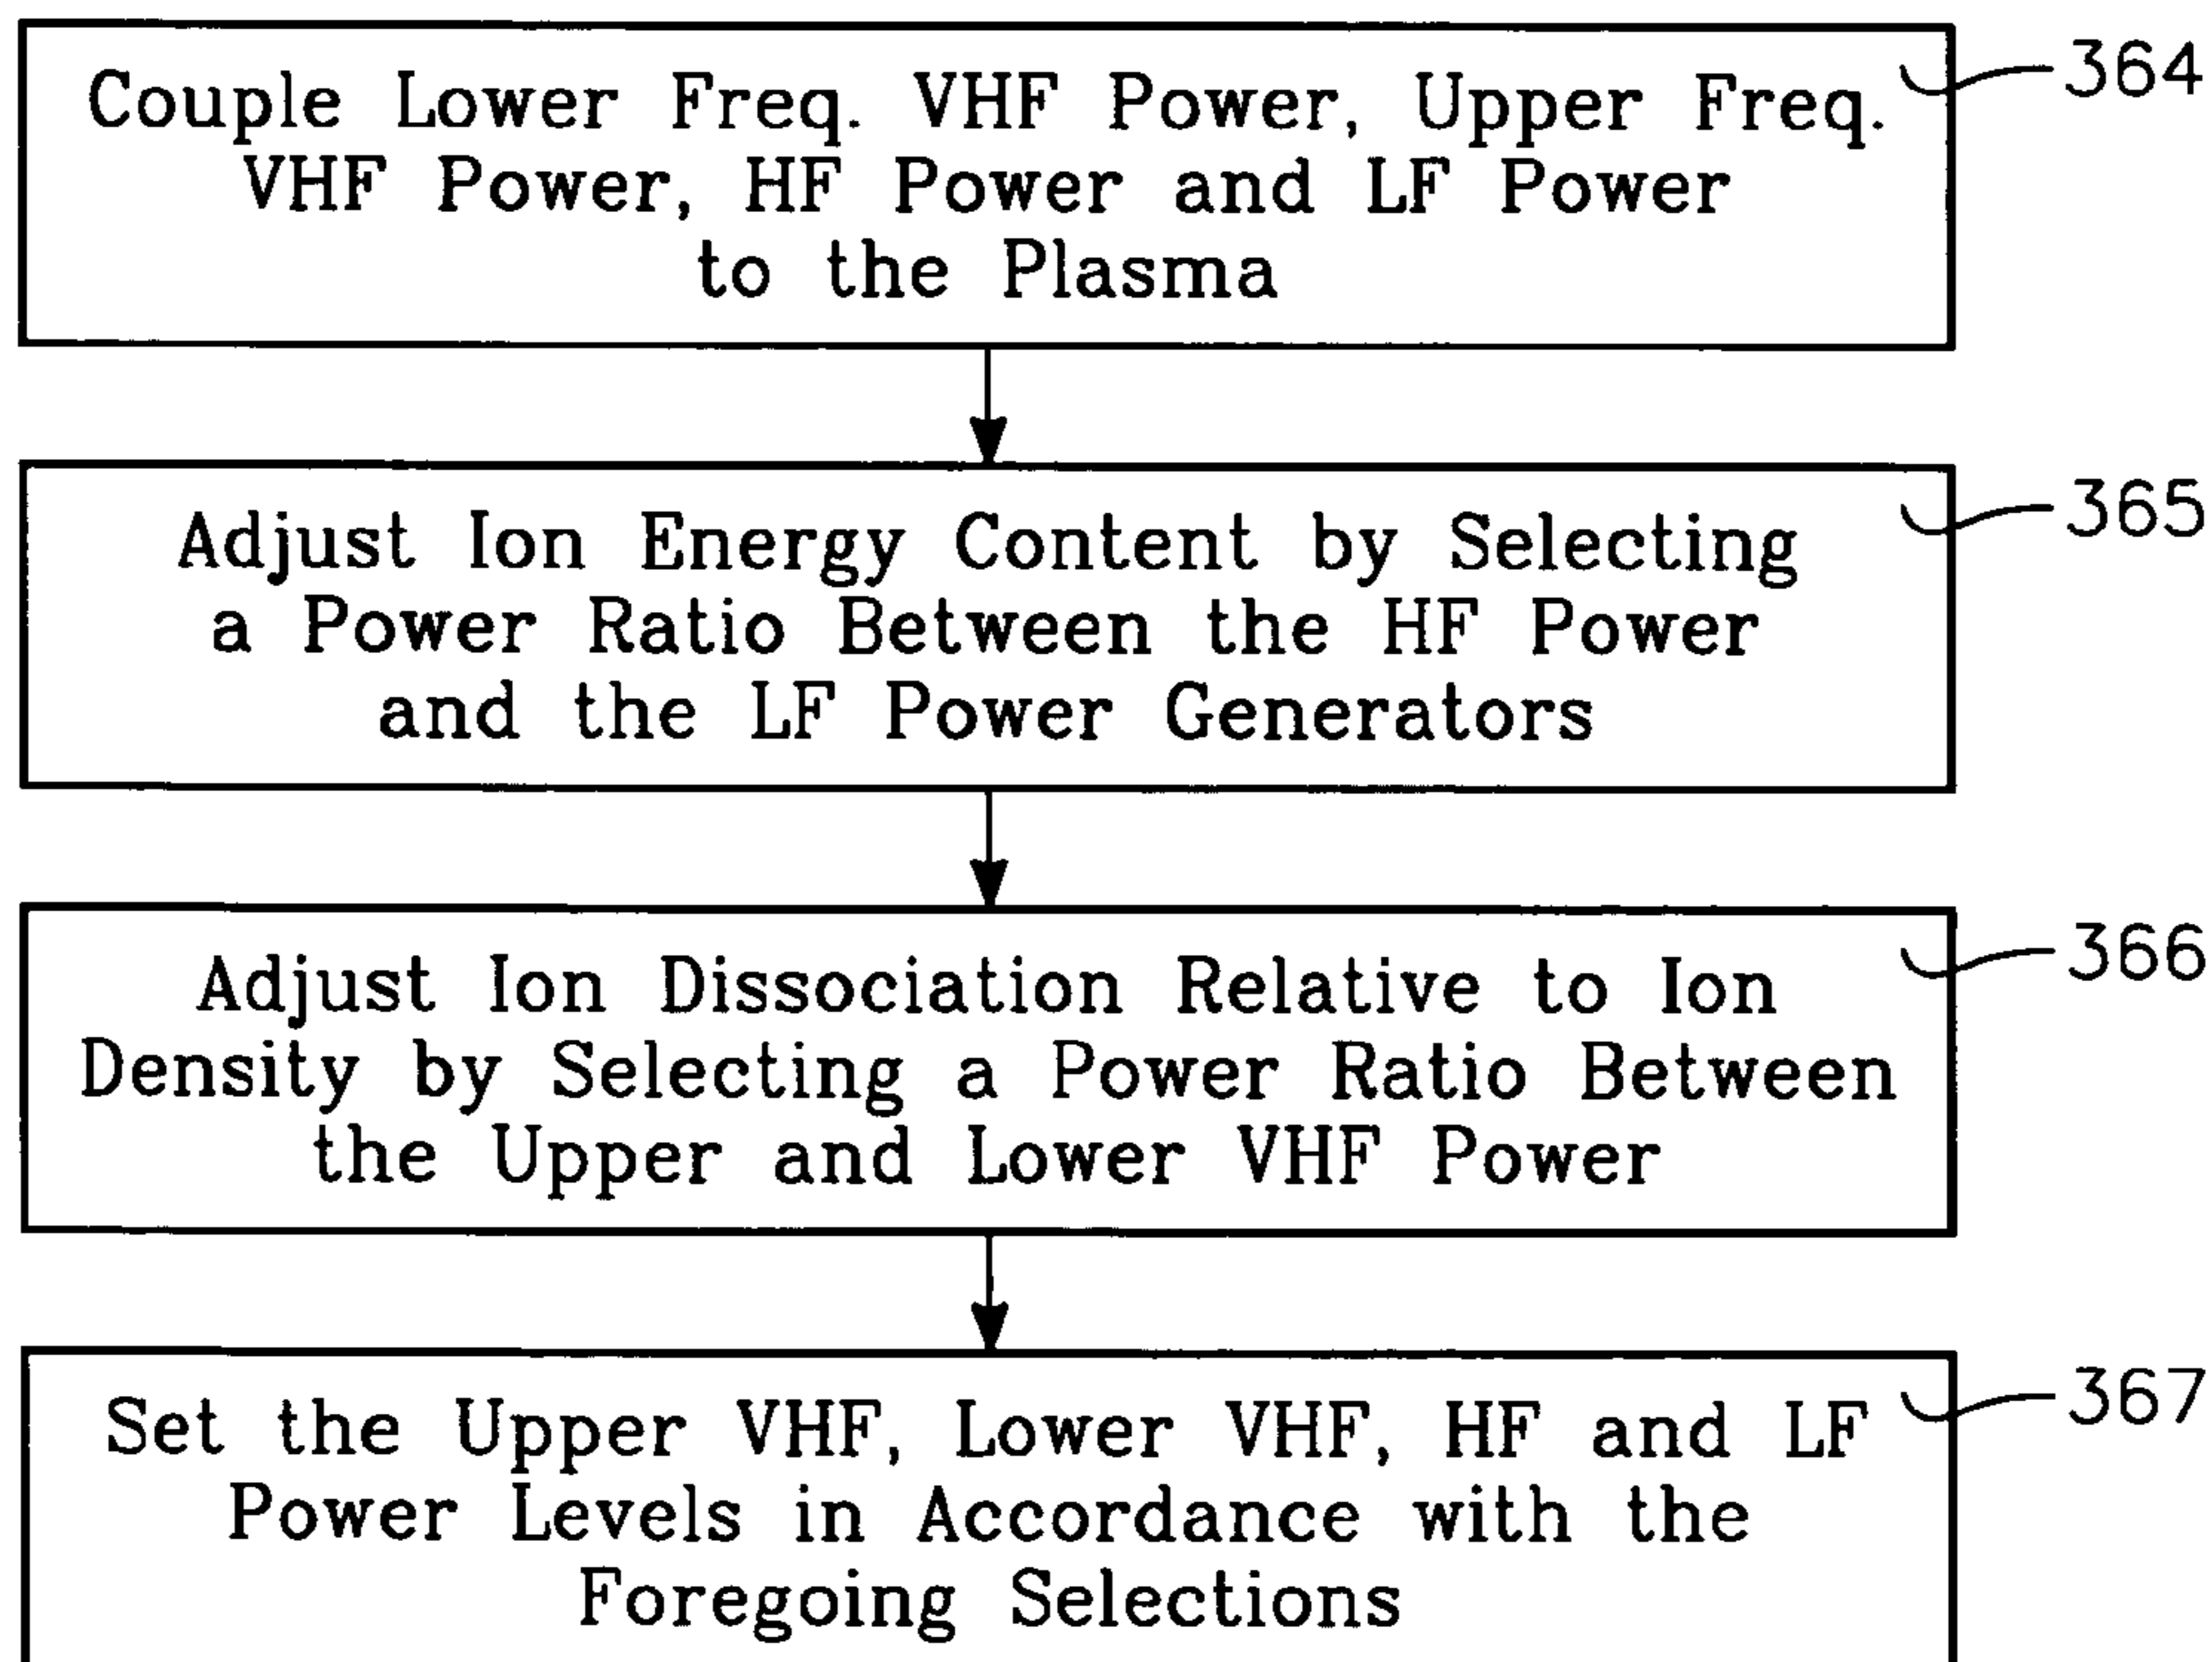 Couple Lower Freq. VHF Power, Upper Freq.
VHF Power, HF Power and LF Power
to the Plasma
364
Adjust Ion Energy Content by Selecting
a Power Ratio Between the HF Power
and the LF Power Generators
365
Adjust Ion Dissociation Relative to Ion
Density by Selecting a Power Ratio Between
the Upper and Lower VHF Power
366
Set the Upper VHF, Lower VHF, HF and LF
Power Levels in Accordance with the
Foregoing Selections
367